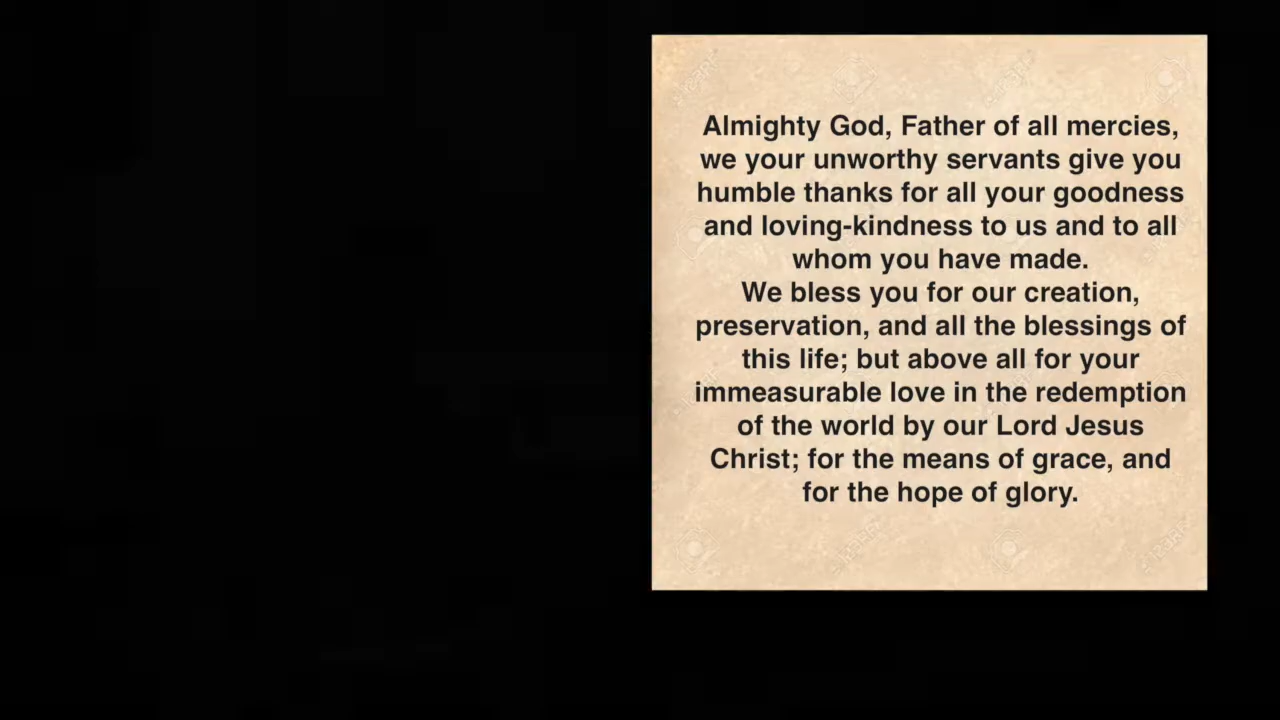 Almighty God, Father of all mercies,
we your unworthy servants give you
humble thanks for all your goodness
and loving-kindness to us and to all
whom you have made.
We bless you for our creation,
preservation, and all the blessings of
this life; but above all for your
immeasurable love in the redemption
of the world by our Lord Jesus
Christ; for the means of grace, and
for the hope of glory.